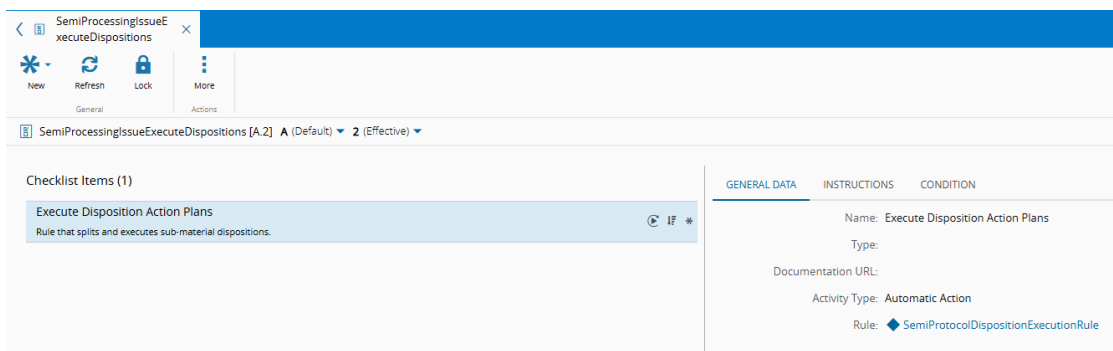 SemiProcessingIssueE
xecuteDispositions
New
Refresh
Lock
More
General
Actions
SemiProcessingIssueExecuteDispositions [A.2] A (Default) 2 (Effective)
Checklist Items (1)
Execute Disposition Action Plans
Rule that splits and executes sub-material dispositions.
GENERAL DATA INSTRUCTIONS CONDITION
Name: Execute Disposition Action Plans
Type:
Documentation URL:
Activity Type: Automatic Action
Rule: SemiProtocolDispositionExecutionRule